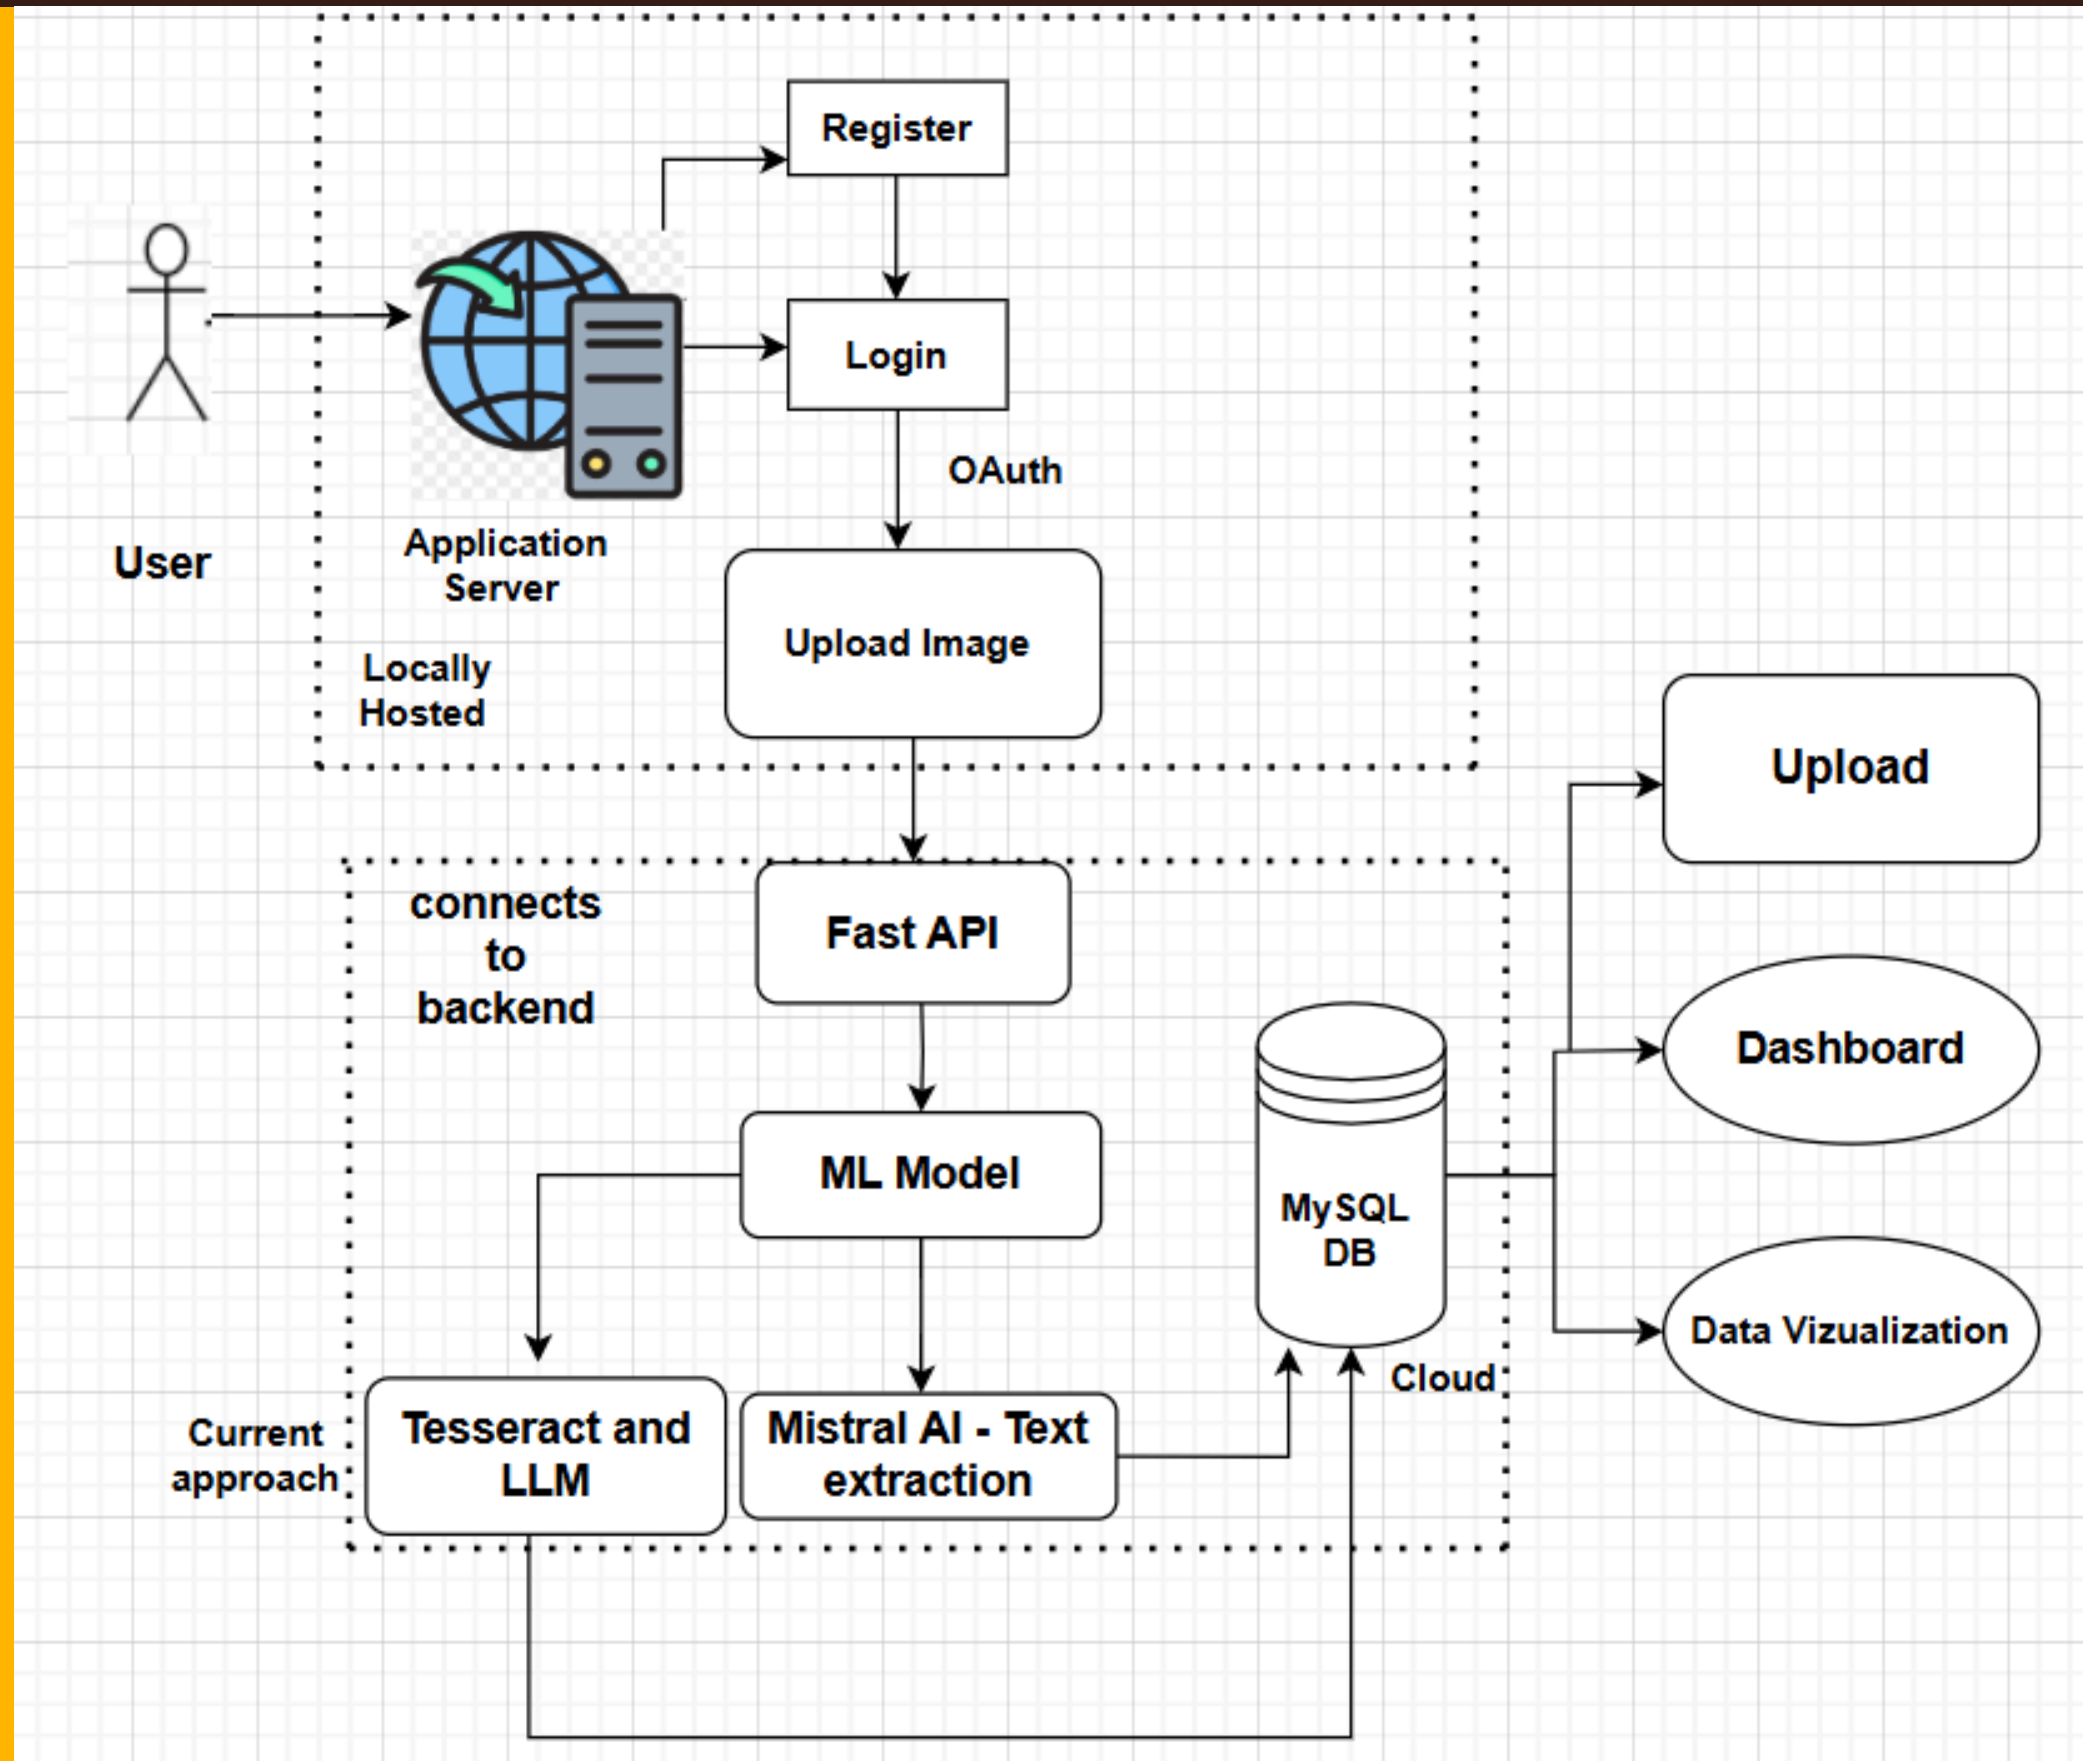 Register
Login
OAuth
User
Application
Server
Upload Image
Locally
Hosted
Upload
connects
to
backend
Fast API
Dashboard
ML Model
MySQL
DB
Data Vizualization
Cloud
Current
approach
Tesseract and
LLM
Mistral AI - Text
extraction